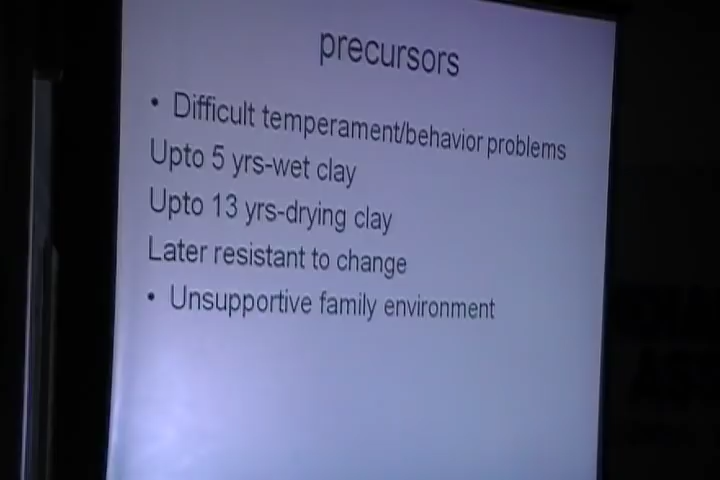 precursors
• Difficult temperament/behavior problems
Upto 5 yrs-wet clay
Upto 13 yrs-drying clay
Later resistant to change
• Unsupportive family environment